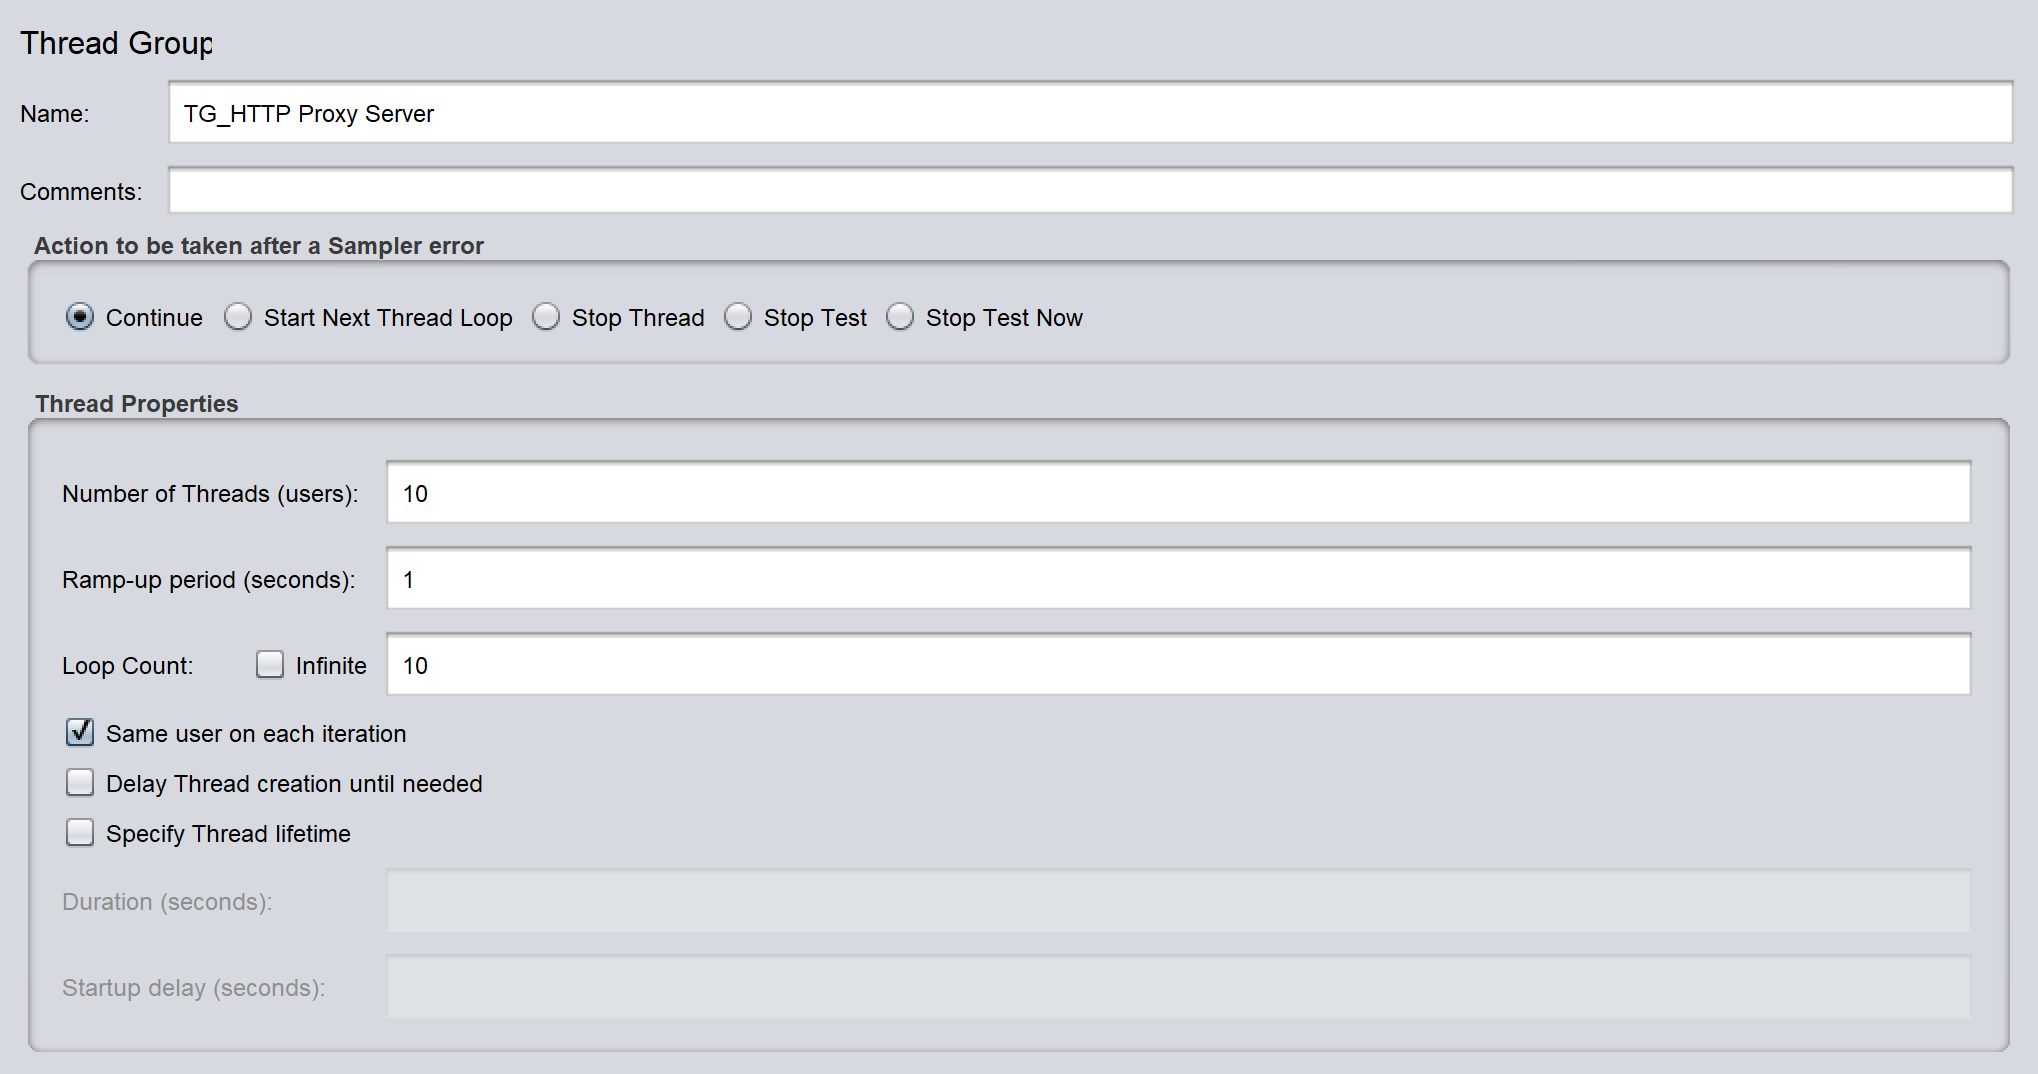 Thread Group
Name: TG_HTTP Proxy Server
Comments:
Action to be taken after a Sampler error
Continue Start Next Thread Loop Stop Thread Stop Test Stop Test Now
Thread Properties
Number of Threads (users): 10
Ramp-up period (seconds): 1
Loop Count: Infinite 10
Same user on each iteration
Delay Thread creation until needed
Specify Thread lifetime
Duration (seconds):
Startup delay (seconds):